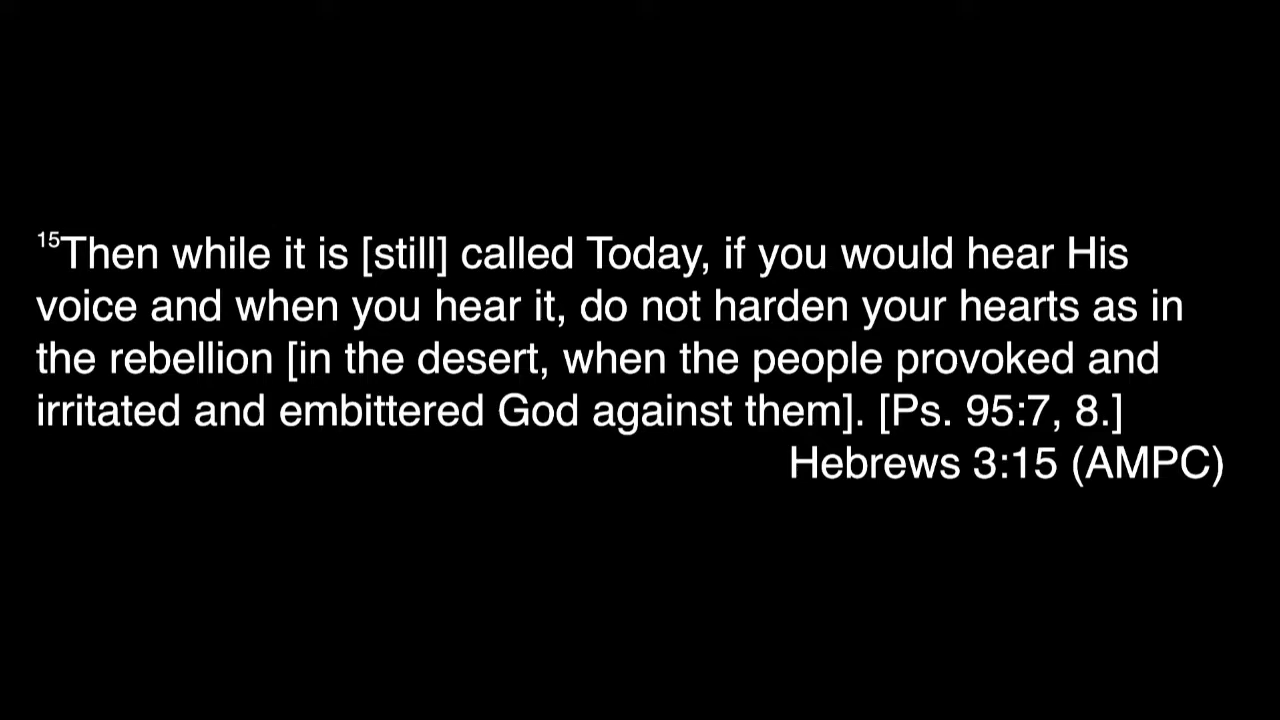 15Then while it is [still] called Today, if you would hear His
voice and when you hear it, do not harden your hearts as in
the rebellion [in the desert, when the people provoked and
irritated and embittered God against them]. [Ps. 95:7, 8.]
Hebrews 3:15 (AMPC)